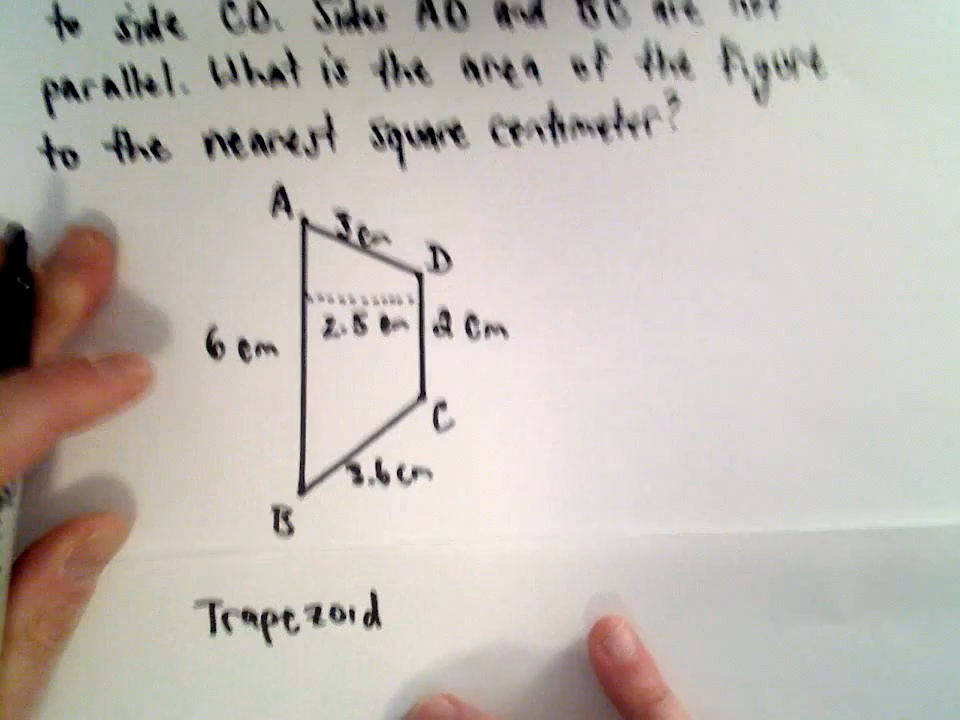 to side CD. Sides AD and BC are not
parallel. What is the area of the figure
to the nearest square centimeter?
A
3 cm
D
2.5 cm
2 cm
6 cm
C
3.6 cm
B
Trapezoid